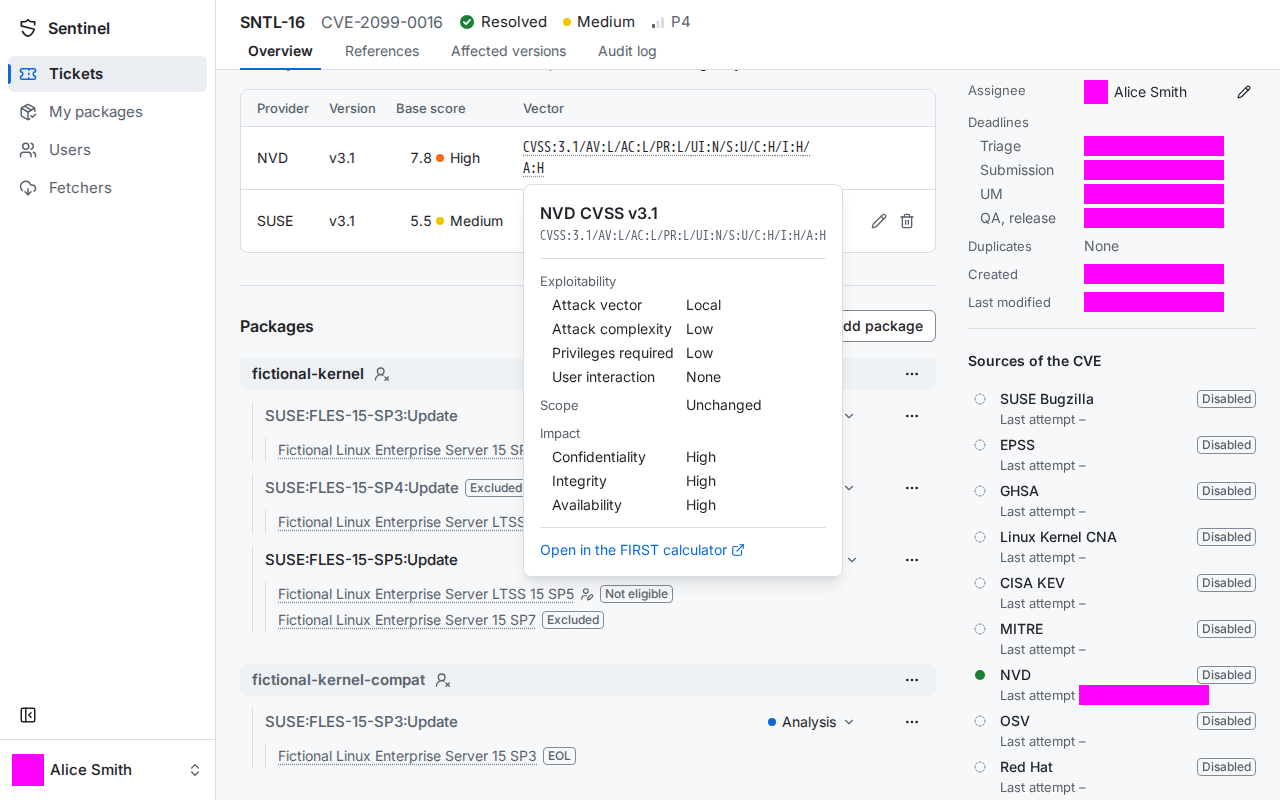 Sentinel
Tickets
My packages
Users
Fetchers
Alice Smith
SNTL-16 CVE-2099-0016 Resolved Medium P4
Overview References Affected versions Audit log
Provider Version Base score Vector
NVD v3.1 7.8 High CVSS:3.1/AV:L/AC:L/PR:L/UI:N/S:U/C:H/I:H/
A:H
SUSE v3.1 5.5 Medium
NVD CVSS v3.1
CVSS:3.1/AV:L/AC:L/PR:L/UI:N/S:U/C:H/I:H/A:H
Exploitability
Attack vector Local
Attack complexity Low
Privileges required Low
User interaction None
Scope Unchanged
Impact
Confidentiality High
Integrity High
Availability High
Open in the FIRST calculator
Packages
dd package
fictional-kernel
SUSE:FLES-15-SP3:Update
Fictional Linux Enterprise Server 15 SP
SUSE:FLES-15-SP4:Update Excluded
Fictional Linux Enterprise Server LTSS
SUSE:FLES-15-SP5:Update
Fictional Linux Enterprise Server LTSS 15 SP5 Not eligible
Fictional Linux Enterprise Server 15 SP7 Excluded
fictional-kernel-compat
SUSE:FLES-15-SP3:Update Analysis
Fictional Linux Enterprise Server 15 SP3 EOL
Assignee Alice Smith
Deadlines
Triage
Submission
UM
QA, release
Duplicates None
Created
Last modified
Sources of the CVE
SUSE Bugzilla Disabled
Last attempt –
EPSS Disabled
Last attempt –
GHSA Disabled
Last attempt –
Linux Kernel CNA Disabled
Last attempt –
CISA KEV Disabled
Last attempt –
MITRE Disabled
Last attempt –
NVD Disabled
Last attempt
OSV Disabled
Last attempt –
Red Hat Disabled
Last attempt –